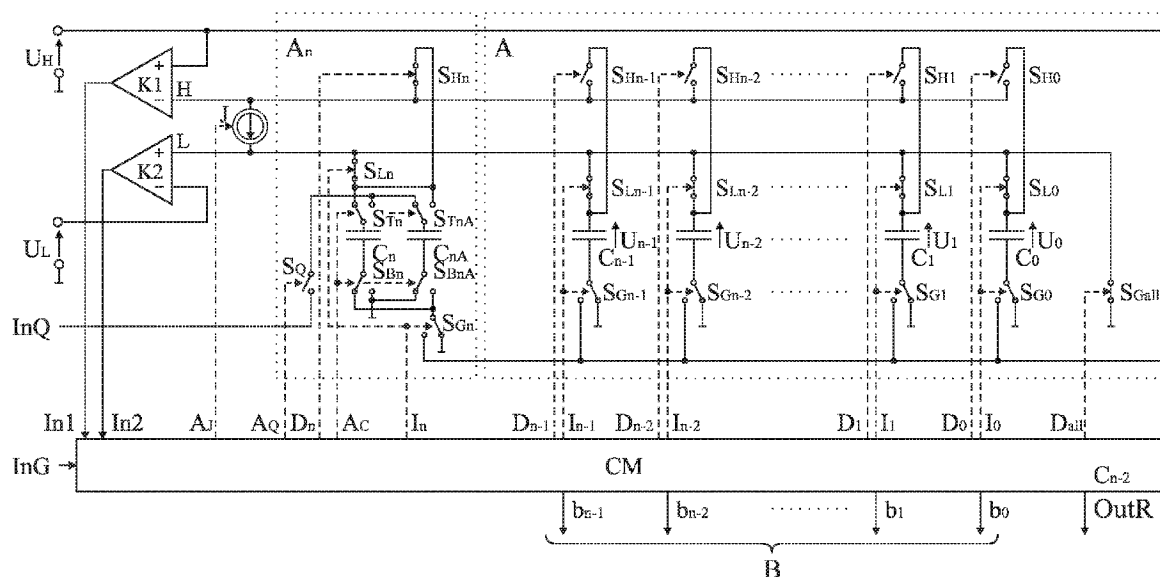 An A
UH
K1 + − H
SHn SHn-1 SHn-2 ........ SH1 SH0
J
K2 + − L
SLn SLn-1 SLn-2 ........ SL1 SL0
STn STnA
UL
Cn CnA Cn-1 Un-1 Un-2 ........ C1 U1 C0 U0
SQ SBn SBnA
SGn-1 SGn-2 ........ SG1 SG0 SGall
InQ
SGn
In1 In2 AJ AQ Dn AC In Dn-1 In-1 Dn-2 In-2 D1 I1 D0 I0 Dall
InG CM Cn-2
bn-1 bn-2 ........ b1 b0 OutR
B